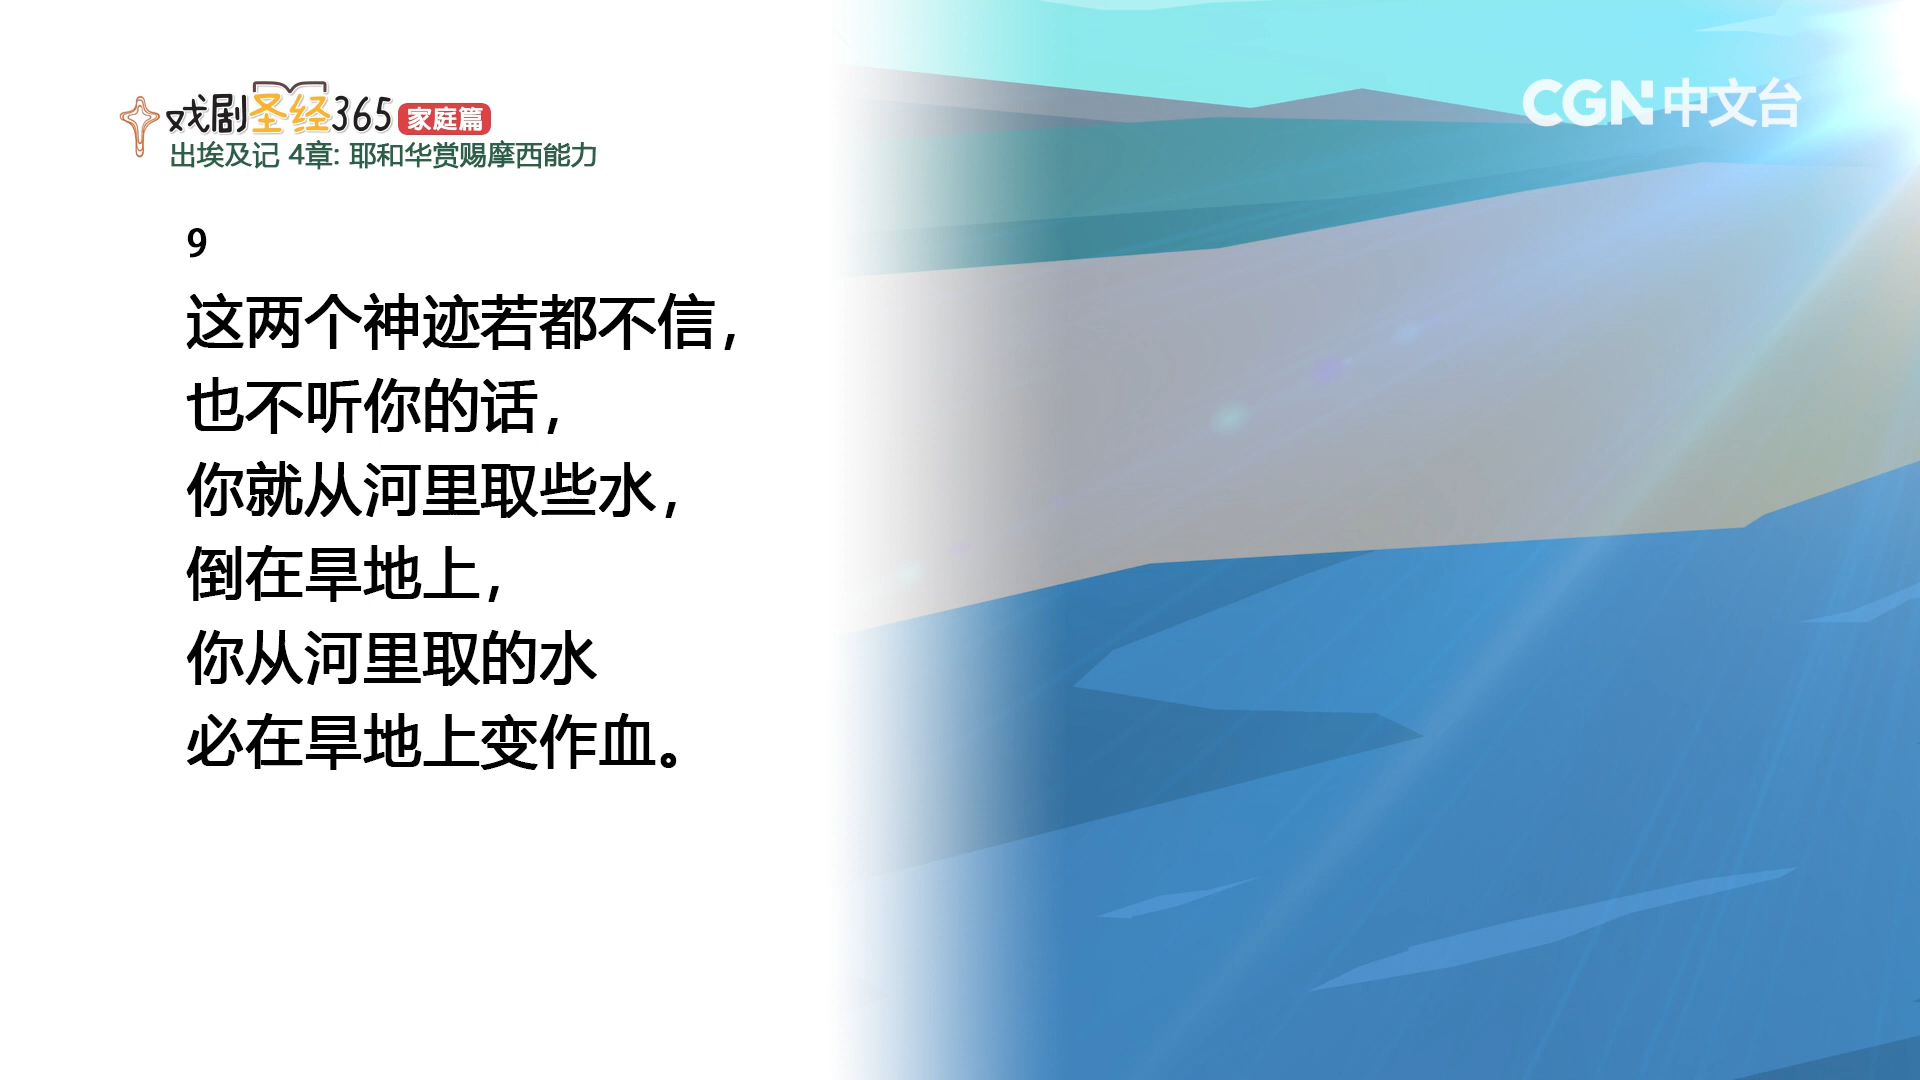 戏剧圣经365 家庭篇
出埃及记 4章: 耶和华赏赐摩西能力
CGN 中文台
9
这两个神迹若都不信，
也不听你的话，
你就从河里取些水，
倒在旱地上，
你从河里取的水
必在旱地上变作血。